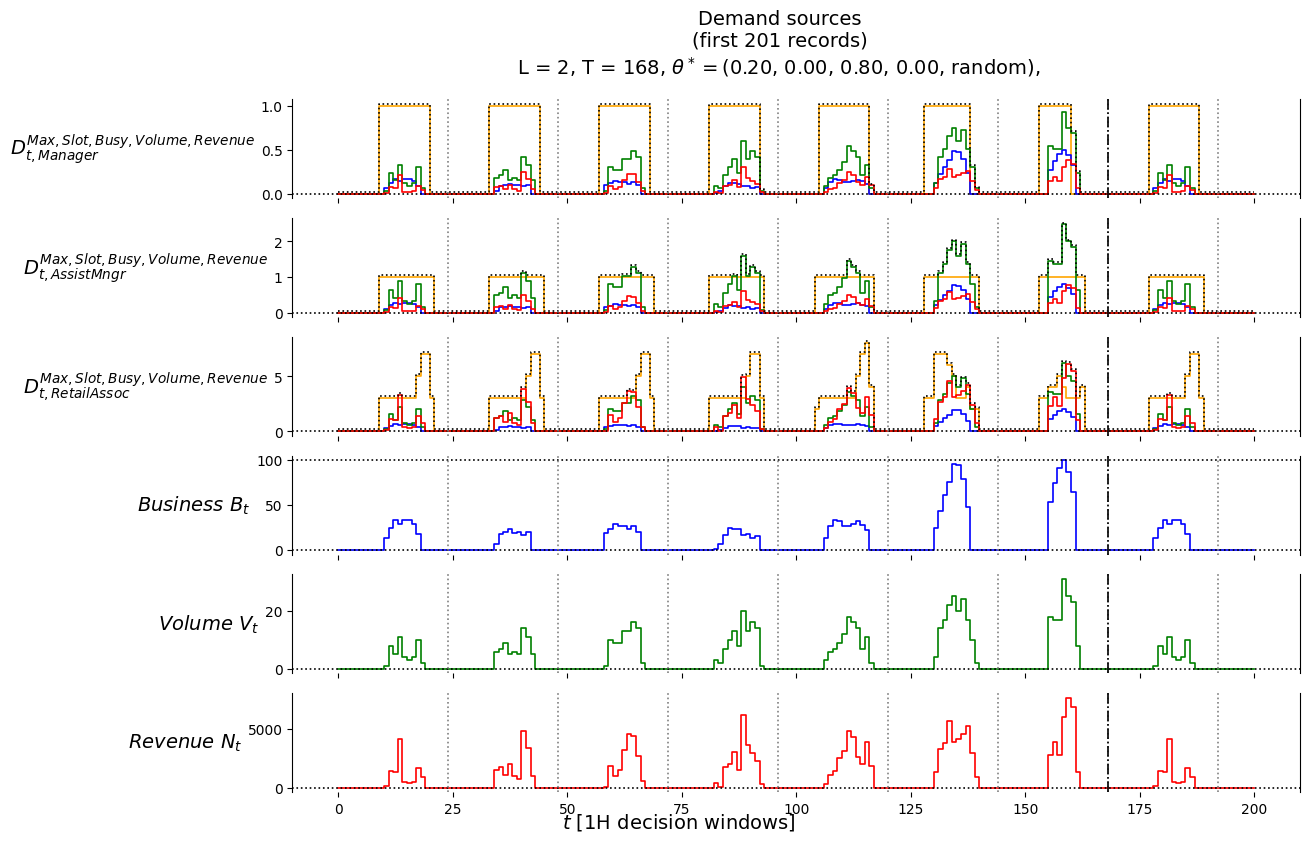 Demand sources
(first 201 records)
L = 2, T = 168, θ* = (0.20, 0.00, 0.80, 0.00, random),
D^{Max, Slot, Busy, Volume, Revenue}_{t, Manager}
1.0
0.5
0.0
D^{Max, Slot, Busy, Volume, Revenue}_{t, AssistMngr}
2
1
0
D^{Max, Slot, Busy, Volume, Revenue}_{t, RetailAssoc}
5
0
Business B_t
100
50
0
Volume V_t
20
0
Revenue N_t
5000
0
0 25 50 75 100 125 150 175 200
t [1H decision windows]